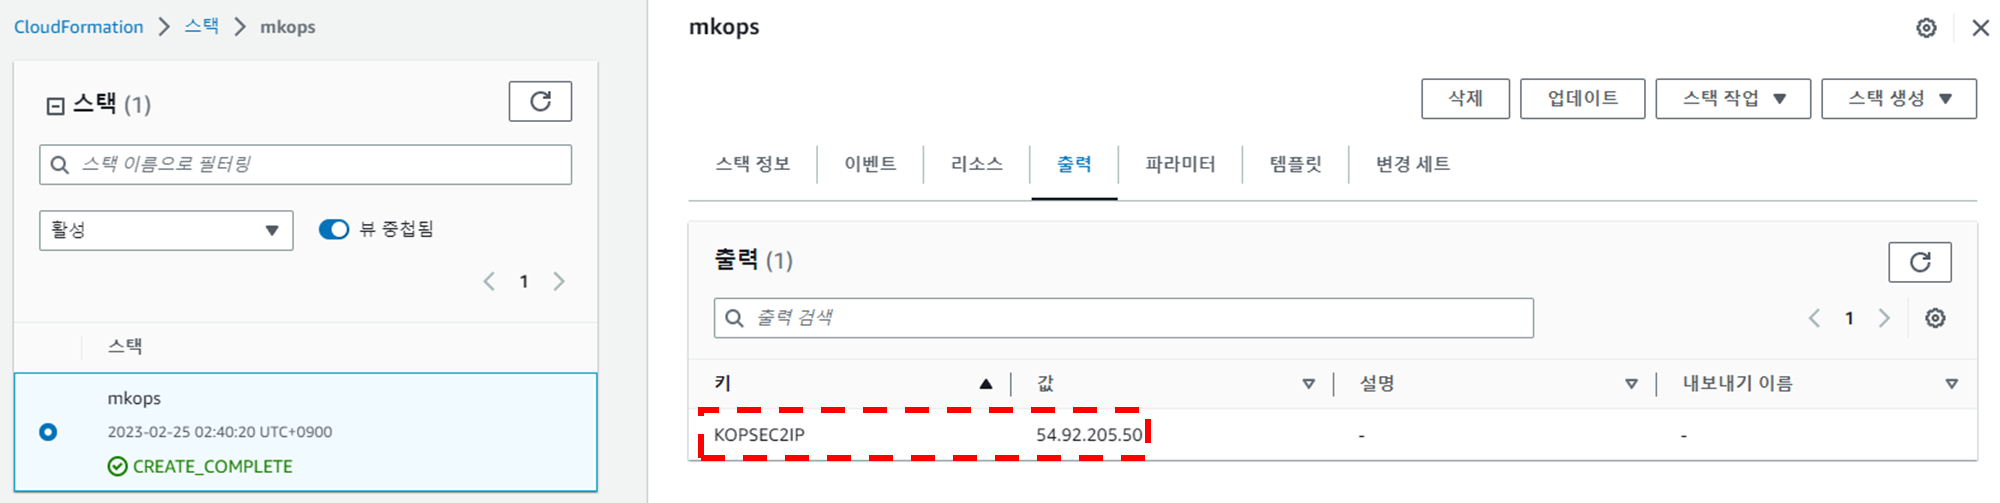 CloudFormation > 스택 > mkops
스택 (1)
스택 이름으로 필터링
활성
뷰 중첩됨
1
스택
mkops
2023-02-25 02:40:20 UTC+0900
CREATE_COMPLETE
mkops
삭제 업데이트 스택 작업 스택 생성
스택 정보 이벤트 리소스 출력 파라미터 템플릿 변경 세트
출력 (1)
출력 검색
1
키 값 설명 내보내기 이름
KOPSEC2IP 54.92.205.50 - -